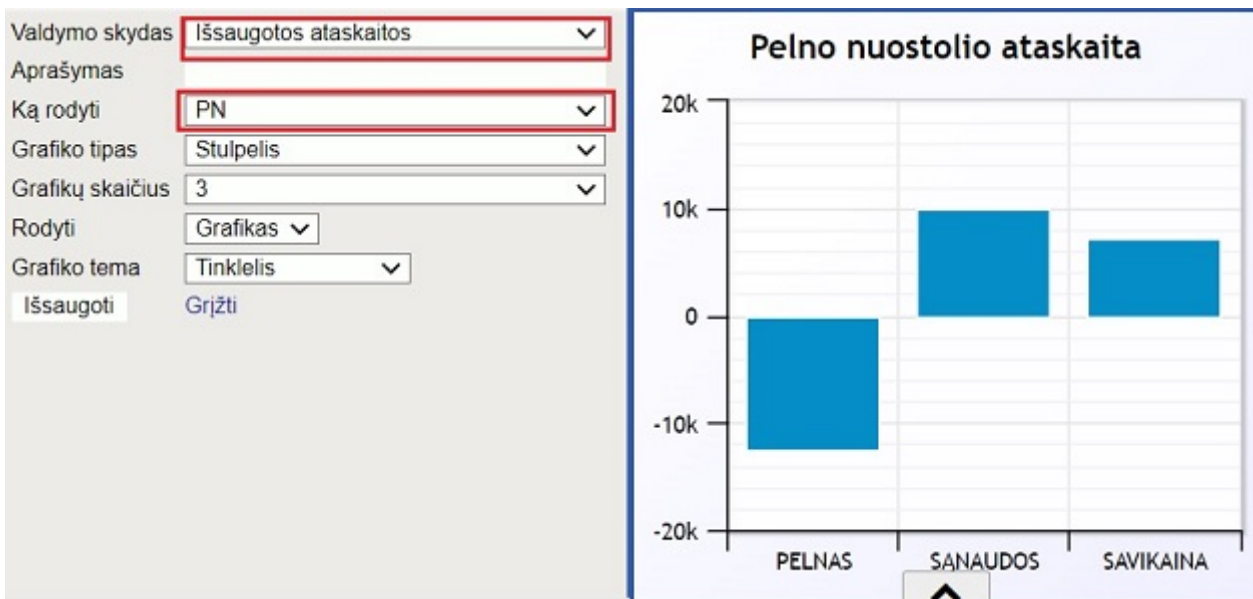 Valdymo skydas Išsaugotos ataskaitos
Aprašymas
Ką rodyti PN
Grafiko tipas Stulpelis
Grafikų skaičius 3
Rodyti Grafikas
Grafiko tema Tinklelis
Išsaugoti Grįžti
Pelno nuostolio ataskaita
20k
10k
0
-10k
-20k
PELNAS SĄNAUDOS SAVIKAINA